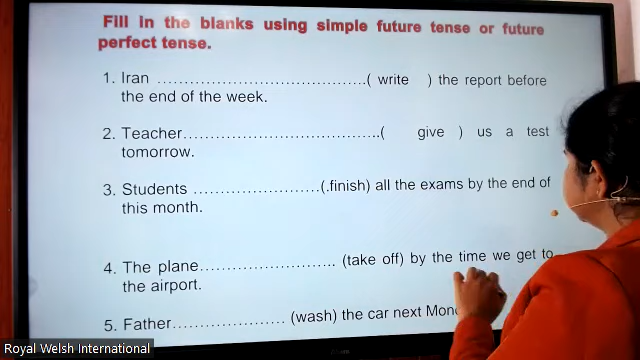 Fill in the blanks using simple future tense or future
perfect tense.
1. Iran ........................................( write ) the report before
the end of the week.
2. Teacher.....................................( give ) us a test
tomorrow.
3. Students ........................(.finish) all the exams by the end of
this month.
4. The plane.......................... (take off) by the time we get to
the airport.
5. Father..................... (wash) the car next
Royal Welsh International